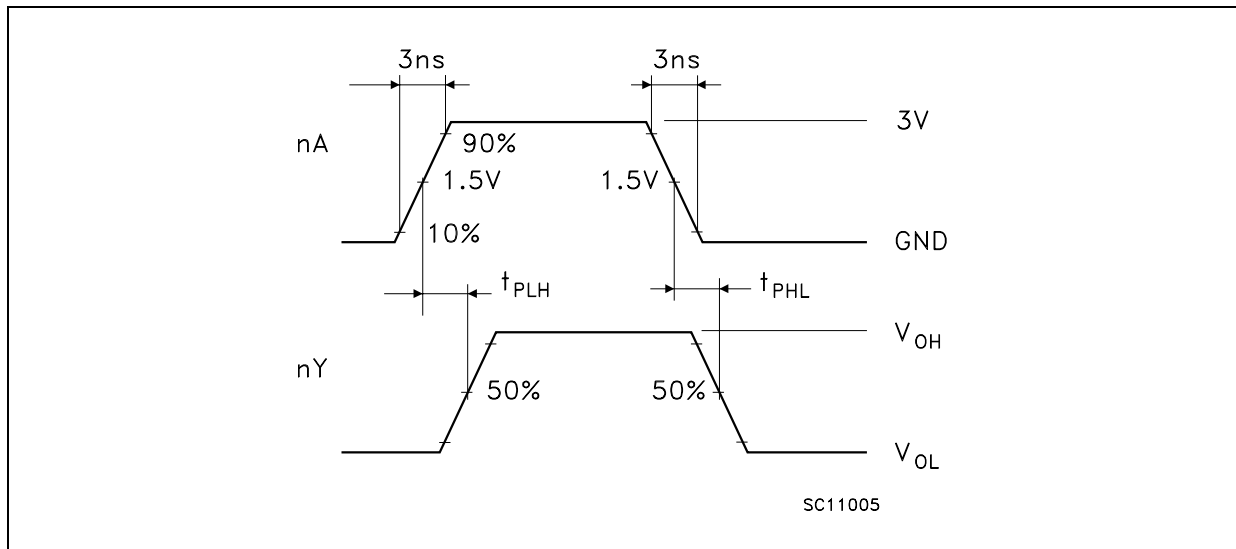 3ns 3ns
nA 3V
90%
1.5V 1.5V
10%
GND
tPLH tPHL
nY VOH
50% 50%
VOL
SC11005